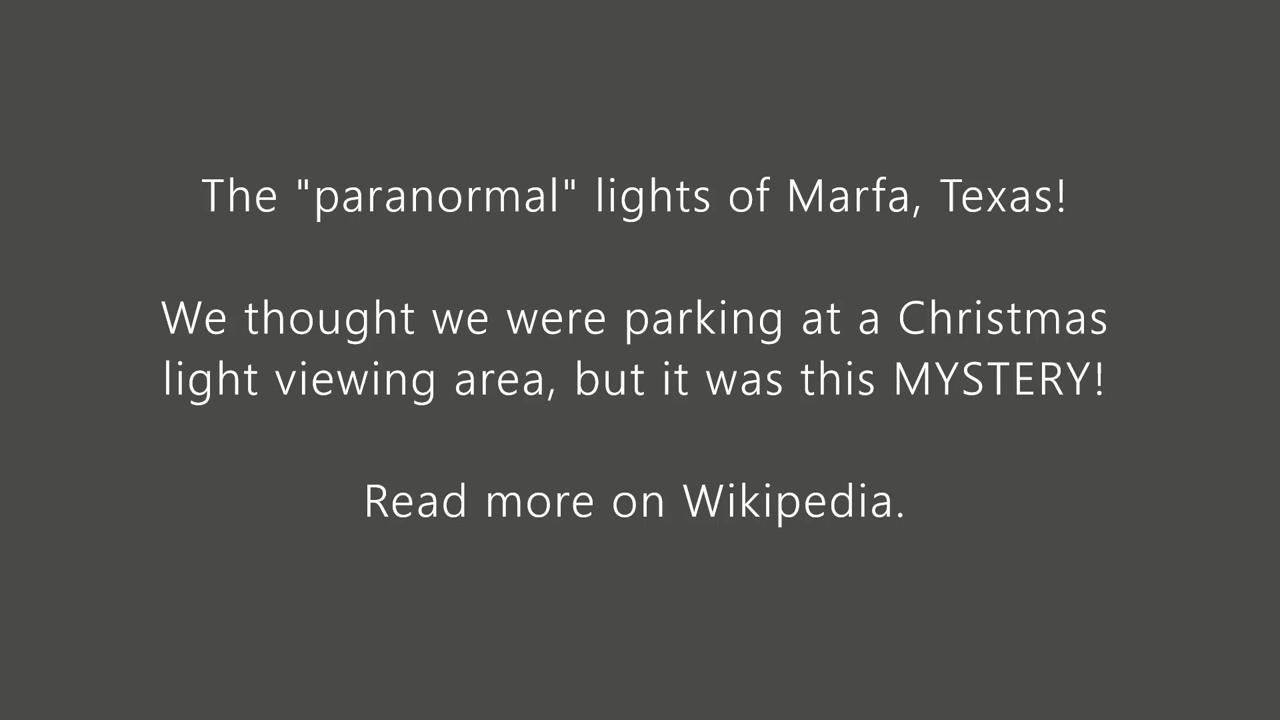 The "paranormal" lights of Marfa, Texas!
We thought we were parking at a Christmas
light viewing area, but it was this MYSTERY!
Read more on Wikipedia.